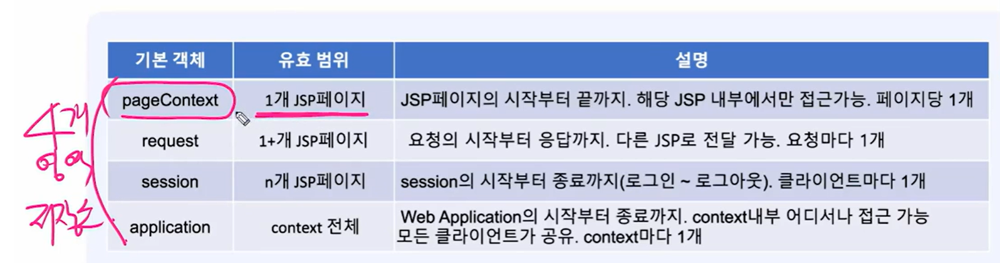 기본 객체 유효 범위 설명
pageContext 1개 JSP페이지 JSP페이지의 시작부터 끝까지. 해당 JSP 내부에서만 접근가능. 페이지당 1개
request 1+개 JSP페이지 요청의 시작부터 응답까지. 다른 JSP로 전달 가능. 요청마다 1개
session n개 JSP페이지 session의 시작부터 종료까지(로그인 ~ 로그아웃). 클라이언트마다 1개
application context 전체 Web Application의 시작부터 종료까지. context내부 어디서나 접근 가능
모든 클라이언트가 공유. context마다 1개
4개
영역